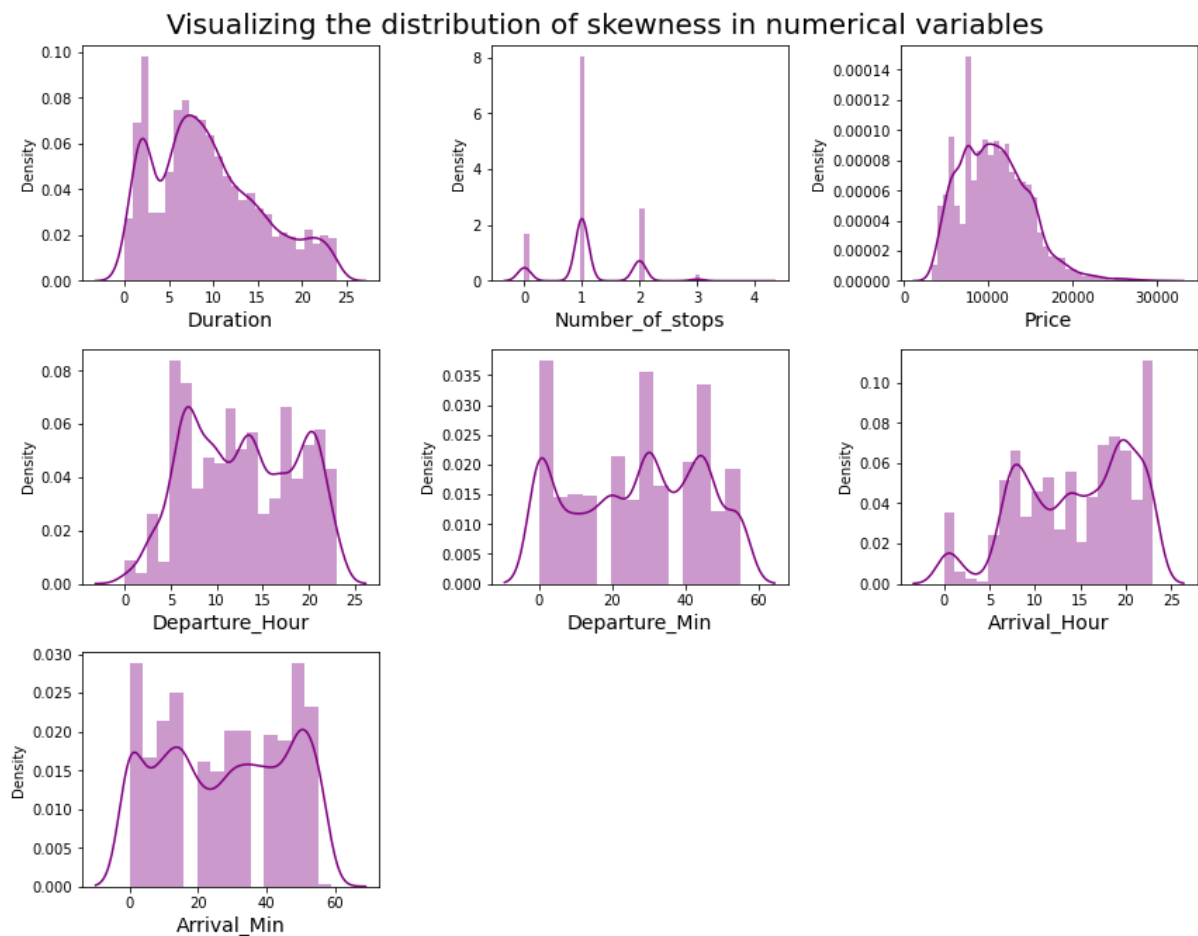 Visualizing the distribution of skewness in numerical variables
0.10
0.08
0.06
0.04
0.02
0.00
Density
0 5 10 15 20 25
Duration
8
6
4
2
0
Density
0 1 2 3 4
Number_of_stops
0.00014
0.00012
0.00010
0.00008
0.00006
0.00004
0.00002
0.00000
Density
0 10000 20000 30000
Price
0.08
0.06
0.04
0.02
0.00
Density
0 5 10 15 20 25
Departure_Hour
0.035
0.030
0.025
0.020
0.015
0.010
0.005
0.000
Density
0 20 40 60
Departure_Min
0.10
0.08
0.06
0.04
0.02
0.00
Density
0 5 10 15 20 25
Arrival_Hour
0.030
0.025
0.020
0.015
0.010
0.005
0.000
Density
0 20 40 60
Arrival_Min